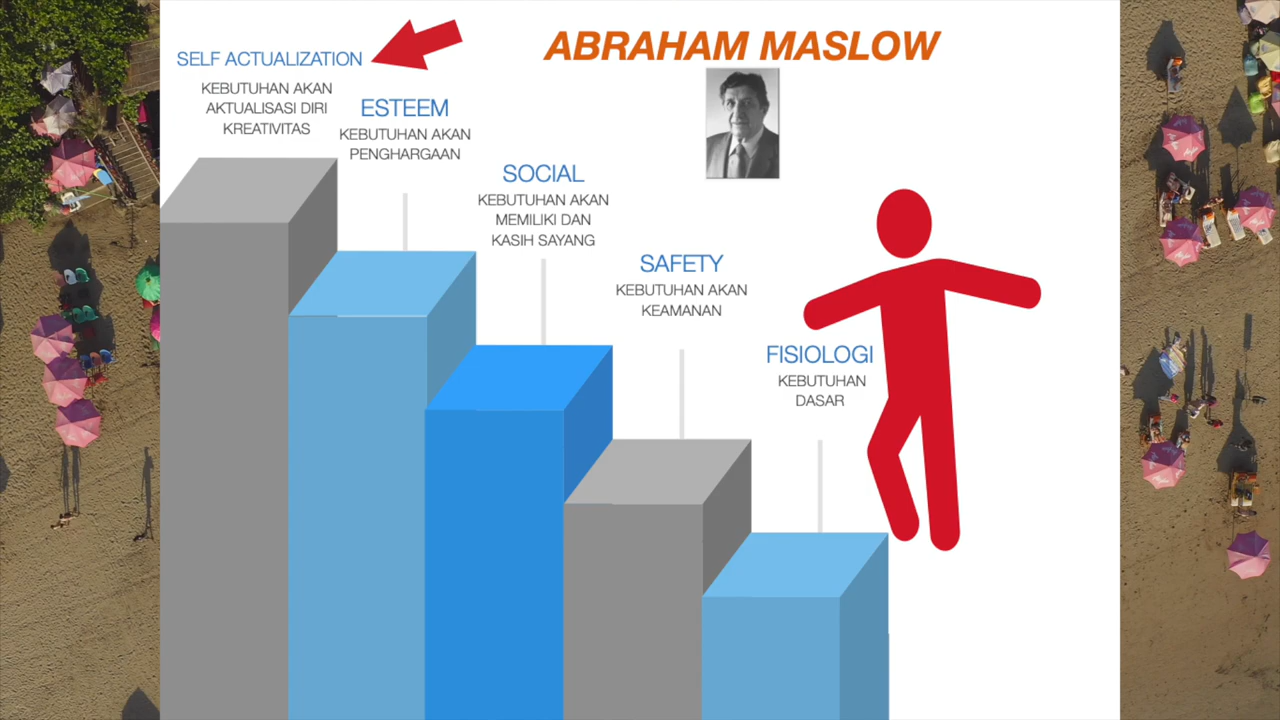 ABRAHAM MASLOW
SELF ACTUALIZATION
KEBUTUHAN AKAN
AKTUALISASI DIRI
KREATIVITAS
ESTEEM
KEBUTUHAN AKAN
PENGHARGAAN
SOCIAL
KEBUTUHAN AKAN
MEMILIKI DAN
KASIH SAYANG
SAFETY
KEBUTUHAN AKAN
KEAMANAN
FISIOLOGI
KEBUTUHAN
DASAR